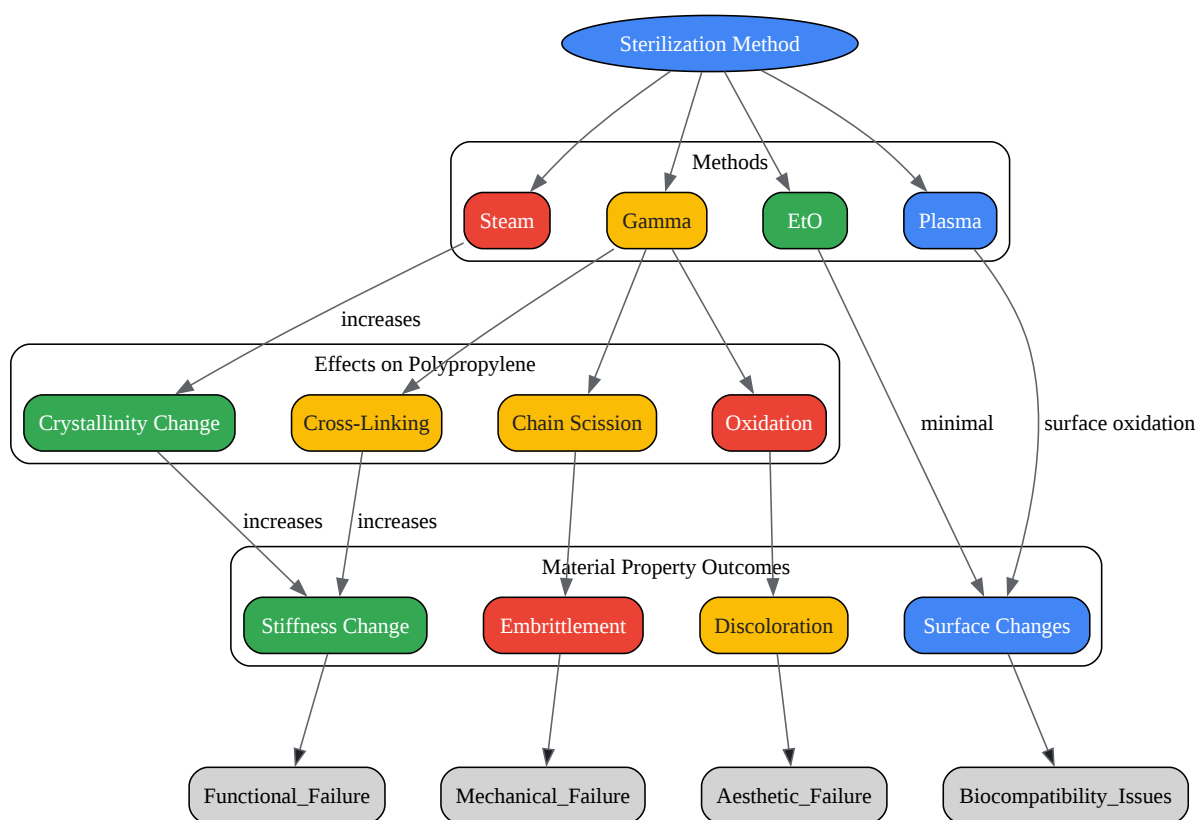 Sterilization Method
Methods
Steam
Gamma
EtO
Plasma
increases
Effects on Polypropylene
Crystallinity Change
Cross-Linking
Chain Scission
Oxidation
minimal
surface oxidation
increases
increases
Material Property Outcomes
Stiffness Change
Embrittlement
Discoloration
Surface Changes
Functional_Failure
Mechanical_Failure
Aesthetic_Failure
Biocompatibility_Issues